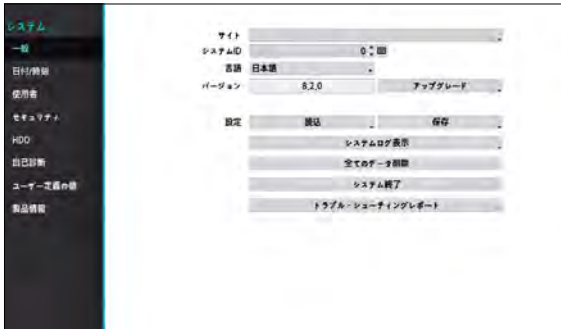 システム
一般
日付/時刻
使用者
セキュリティ
HDD
自己診断
ユーザー定義の値
製品情報
サイト
システムID 0
言語 日本語
バージョン 8.2.0 アップグレード
設定 読込 保存
システムログ表示
全てのデータ削除
システム終了
トラブル・シューティングレポート